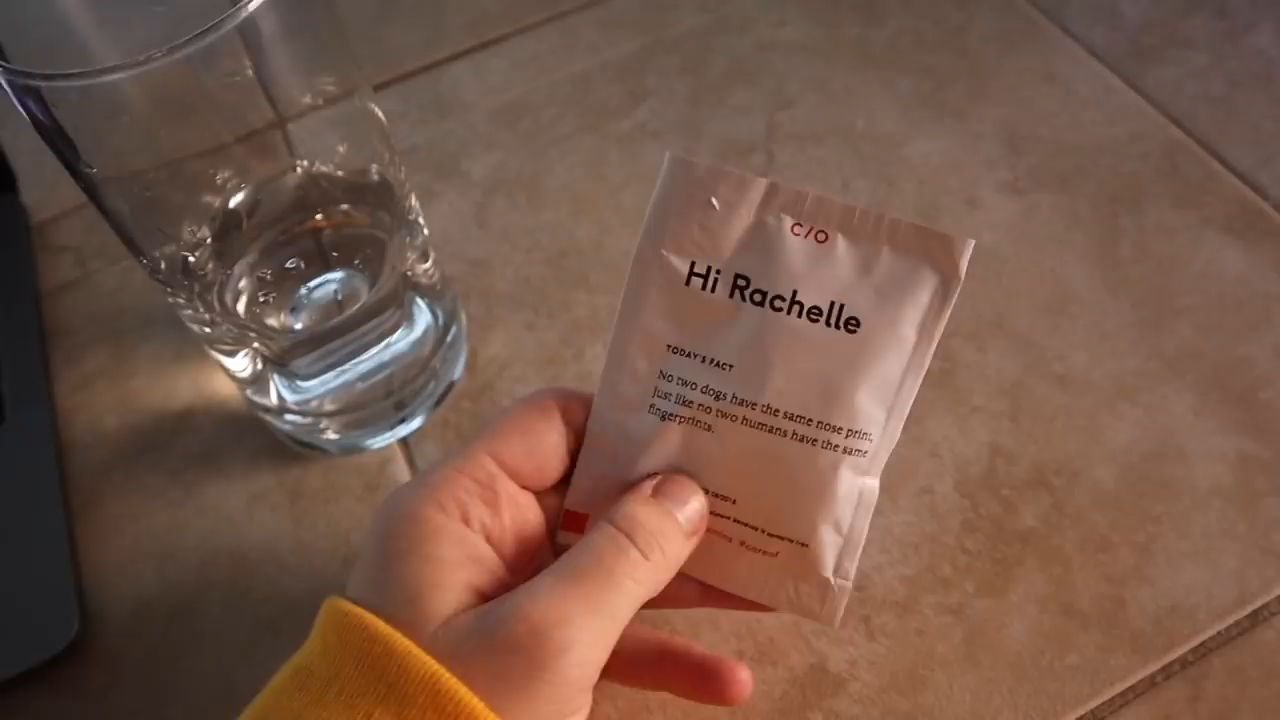 C/O
Hi Rachelle
TODAY'S FACT
No two dogs have the same nose print,
just like no two humans have the same
fingerprints.